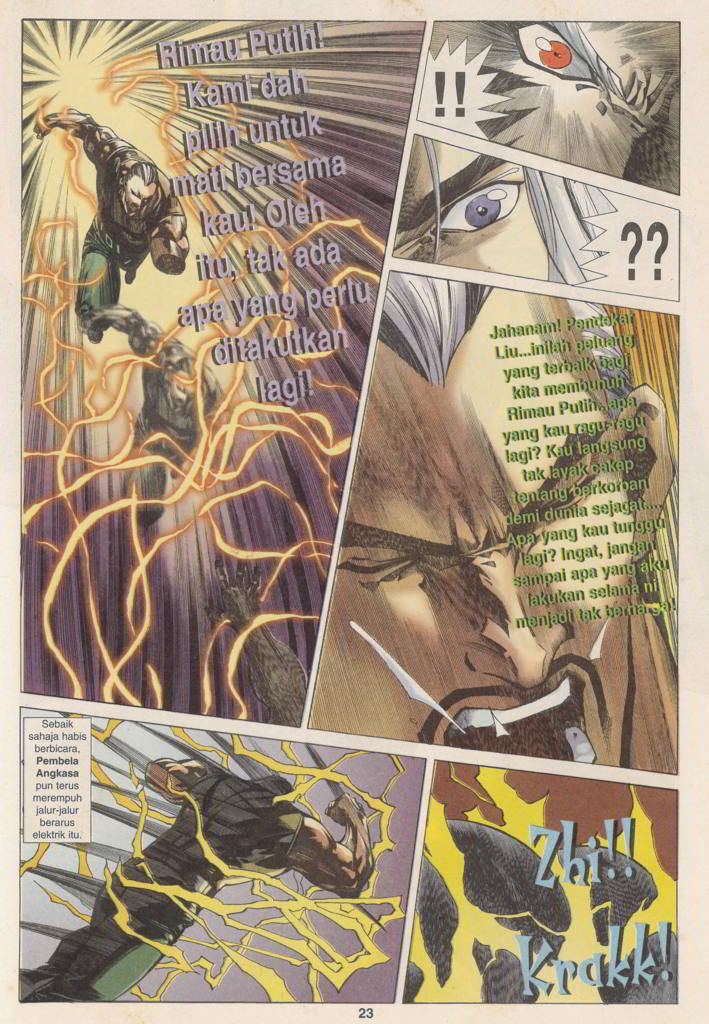 Rimau Putih!
Kami dah
pilih untuk
mati bersama
kau! Oleh
itu, tak ada
apa yang perlu
ditakutkan
lagi!
!!
??
Jahanam! Pendekar
Liu...inilah peluang
yang terbaik bagi
kita membunuh
Rimau Putih, apa
yang kau ragu-ragu
lagi? Kau langsung
tak layak cakap
tentang berkorban
demi dunia sejagat....
Apa yang kau tunggu
lagi? Ingat, jangan
sampai apa yang aku
lakukan selama ni
menjadi tak berharga!
Sebaik
sahaja habis
berbicara,
Pembela
Angkasa
pun terus
merempuh
jalur-jalur
berarus
elektrik itu.
Zhi!!
Krakk!
23